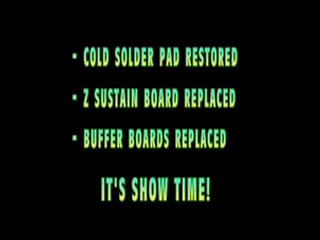 • COLD SOLDER PAD RESTORED
• Z SUSTAIN BOARD REPLACED
• BUFFER BOARDS REPLACED
IT'S SHOW TIME!